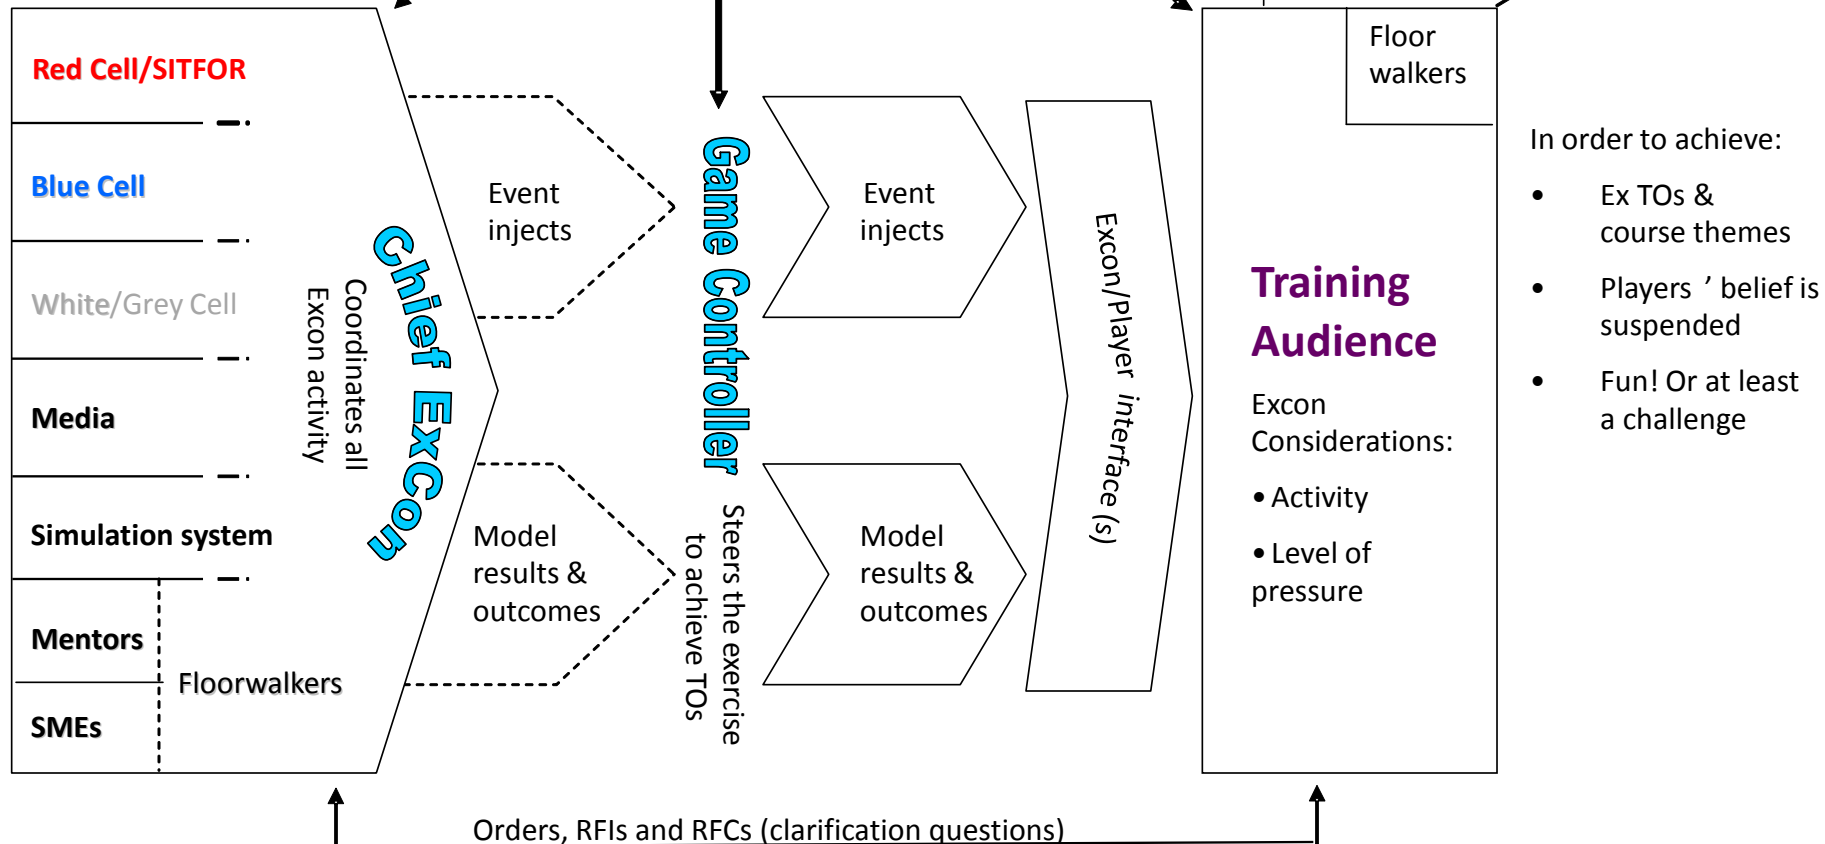 Red Cell/SITFOR
Blue Cell
White/Grey Cell
Media
Simulation system
Mentors
SMEs
Floorwalkers
Coordinates all
Excon activity
Chief ExCon
Event
injects
Model
results &
outcomes
Game Controller
Steers the exercise
to achieve TOs
Event
injects
Model
results &
outcomes
Excon/Player interface (s)
Floor
walkers
Training
Audience
Excon
Considerations:
• Activity
• Level of
pressure
In order to achieve:
• Ex TOs &
course themes
• Players ’ belief is
suspended
• Fun! Or at least
a challenge
Orders, RFIs and RFCs (clarification questions)